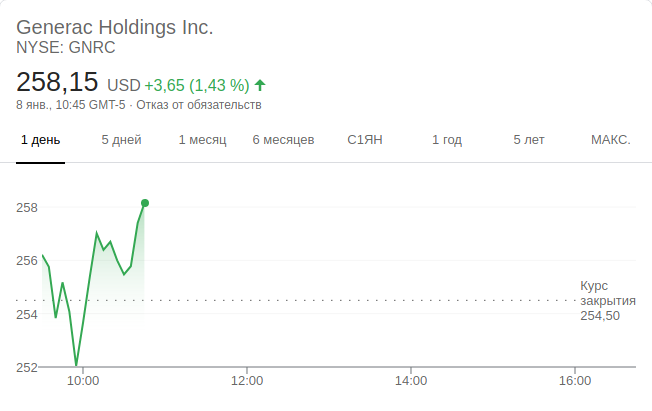 Generac Holdings Inc.
NYSE: GNRC
258,15 USD +3,65 (1,43 %)
8 янв., 10:45 GMT-5 · Отказ от обязательств
1 день 5 дней 1 месяц 6 месяцев С1ЯН 1 год 5 лет МАКС.
258
256
Курс
закрытия
254,50
254
252
10:00 12:00 14:00 16:00